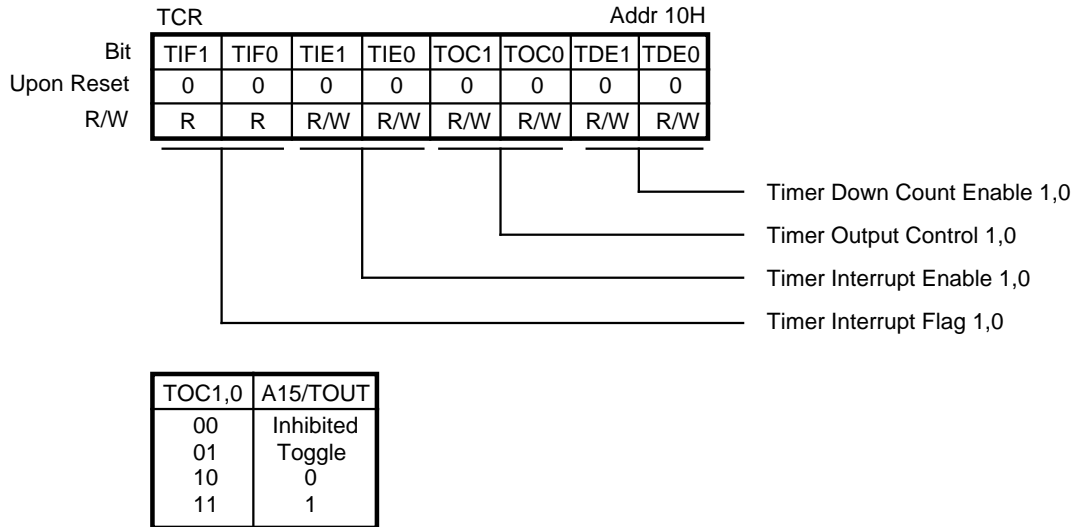 TCR Addr 10H
Bit TIF1 TIF0 TIE1 TIE0 TOC1 TOC0 TDE1 TDE0
Upon Reset 0 0 0 0 0 0 0 0
R/W R R R/W R/W R/W R/W R/W R/W
Timer Down Count Enable 1,0
Timer Output Control 1,0
Timer Interrupt Enable 1,0
Timer Interrupt Flag 1,0
TOC1,0 A15/TOUT
00 Inhibited
01 Toggle
10 0
11 1